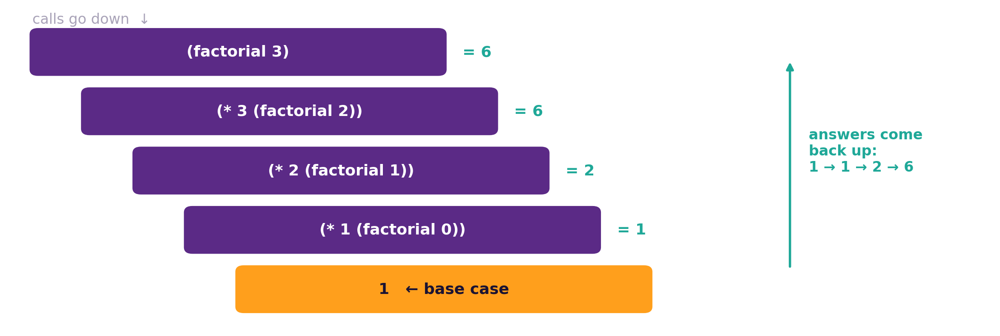 calls go down ↓
(factorial 3) = 6
(* 3 (factorial 2)) = 6
(* 2 (factorial 1)) = 2
(* 1 (factorial 0)) = 1
1 ← base case
answers come
back up:
1 → 1 → 2 → 6